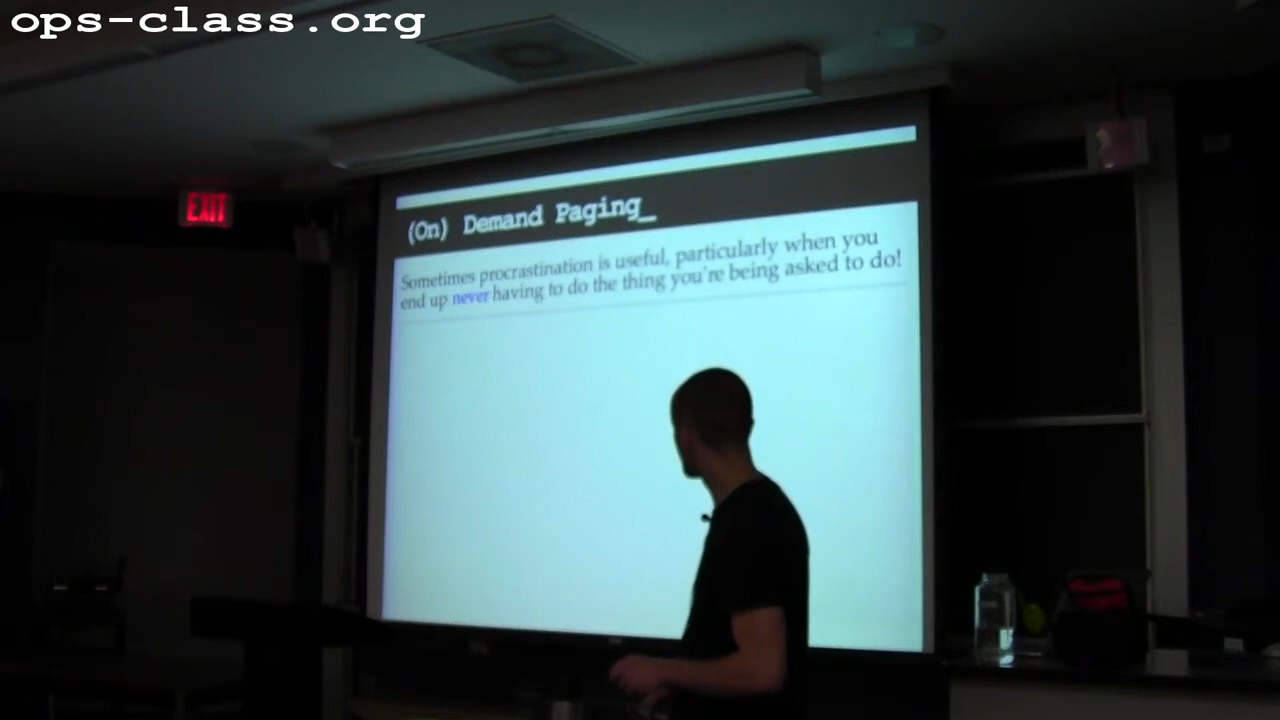 ops-class.org
EXIT
(On) Demand Paging_
Sometimes procrastination is useful, particularly when you
end up never having to do the thing you're being asked to do!